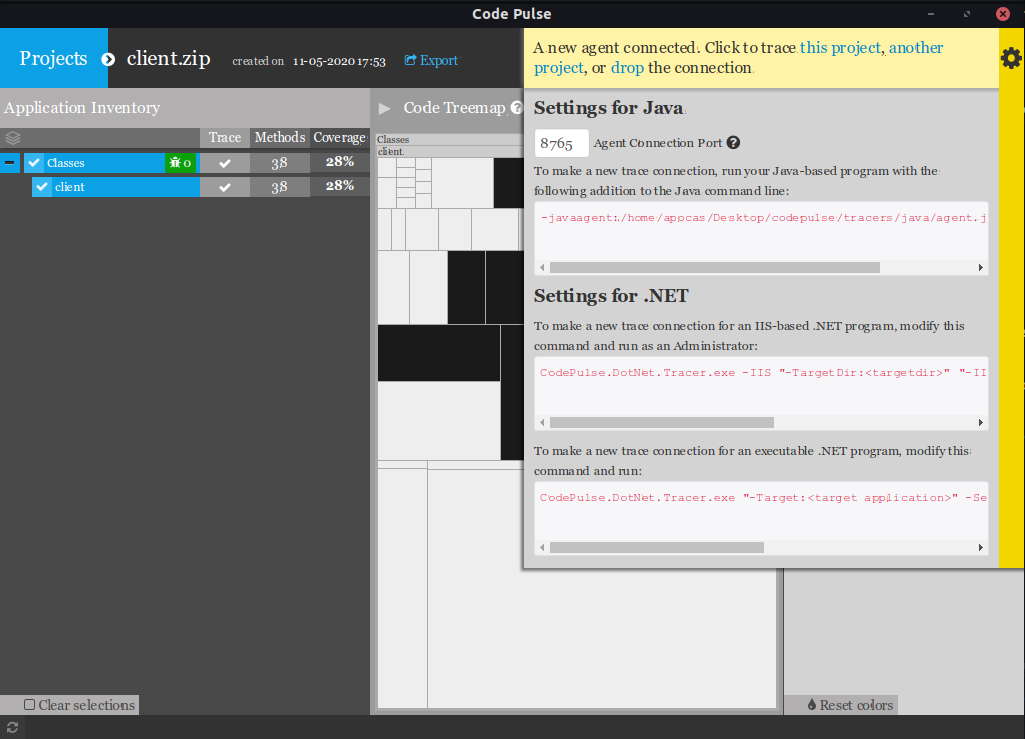 Code Pulse
Projects
client.zip
created on 11-05-2020 17:53
Export
A new agent connected. Click to trace this project, another
project, or drop the connection.
Application Inventory
Code Treemap
Trace Methods Coverage
Classes 0 38 28%
client 38 28%
Classes
client.
Settings for Java
8765 Agent Connection Port
To make a new trace connection, run your Java-based program with the
following addition to the Java command line:
-javaagent:/home/appcas/Desktop/codepulse/tracers/java/agent.j
Settings for .NET
To make a new trace connection for an IIS-based .NET program, modify this
command and run as an Administrator:
CodePulse.DotNet.Tracer.exe -IIS "-TargetDir:<targetdir>" "-II
To make a new trace connection for an executable .NET program, modify this
command and run:
CodePulse.DotNet.Tracer.exe "-Target:<target application>" -Se
Clear selections
Reset colors